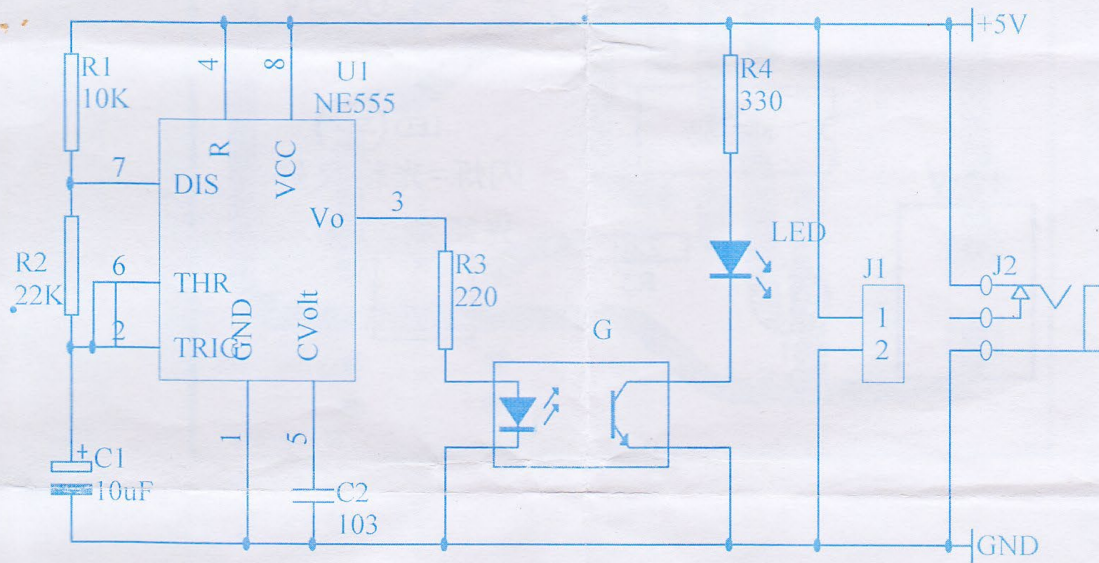 +5V
R1
10K
4
8
U1
NE555
R4
330
R
VCC
7
DIS
Vo
3
R2
22K
6
THR
2
TRIG
GND
CVolt
R3
220
LED
J1
1
2
J2
G
1
5
C1
+
10uF
C2
103
GND